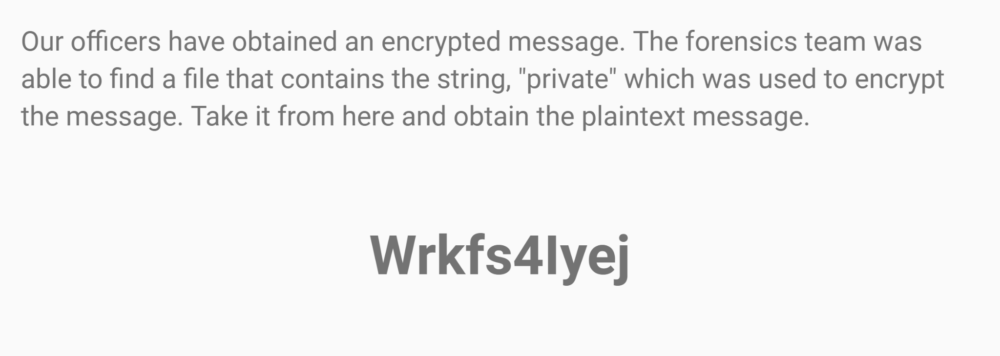 Our officers have obtained an encrypted message. The forensics team was
able to find a file that contains the string, "private" which was used to encrypt
the message. Take it from here and obtain the plaintext message.
Wrkfs4Iyej